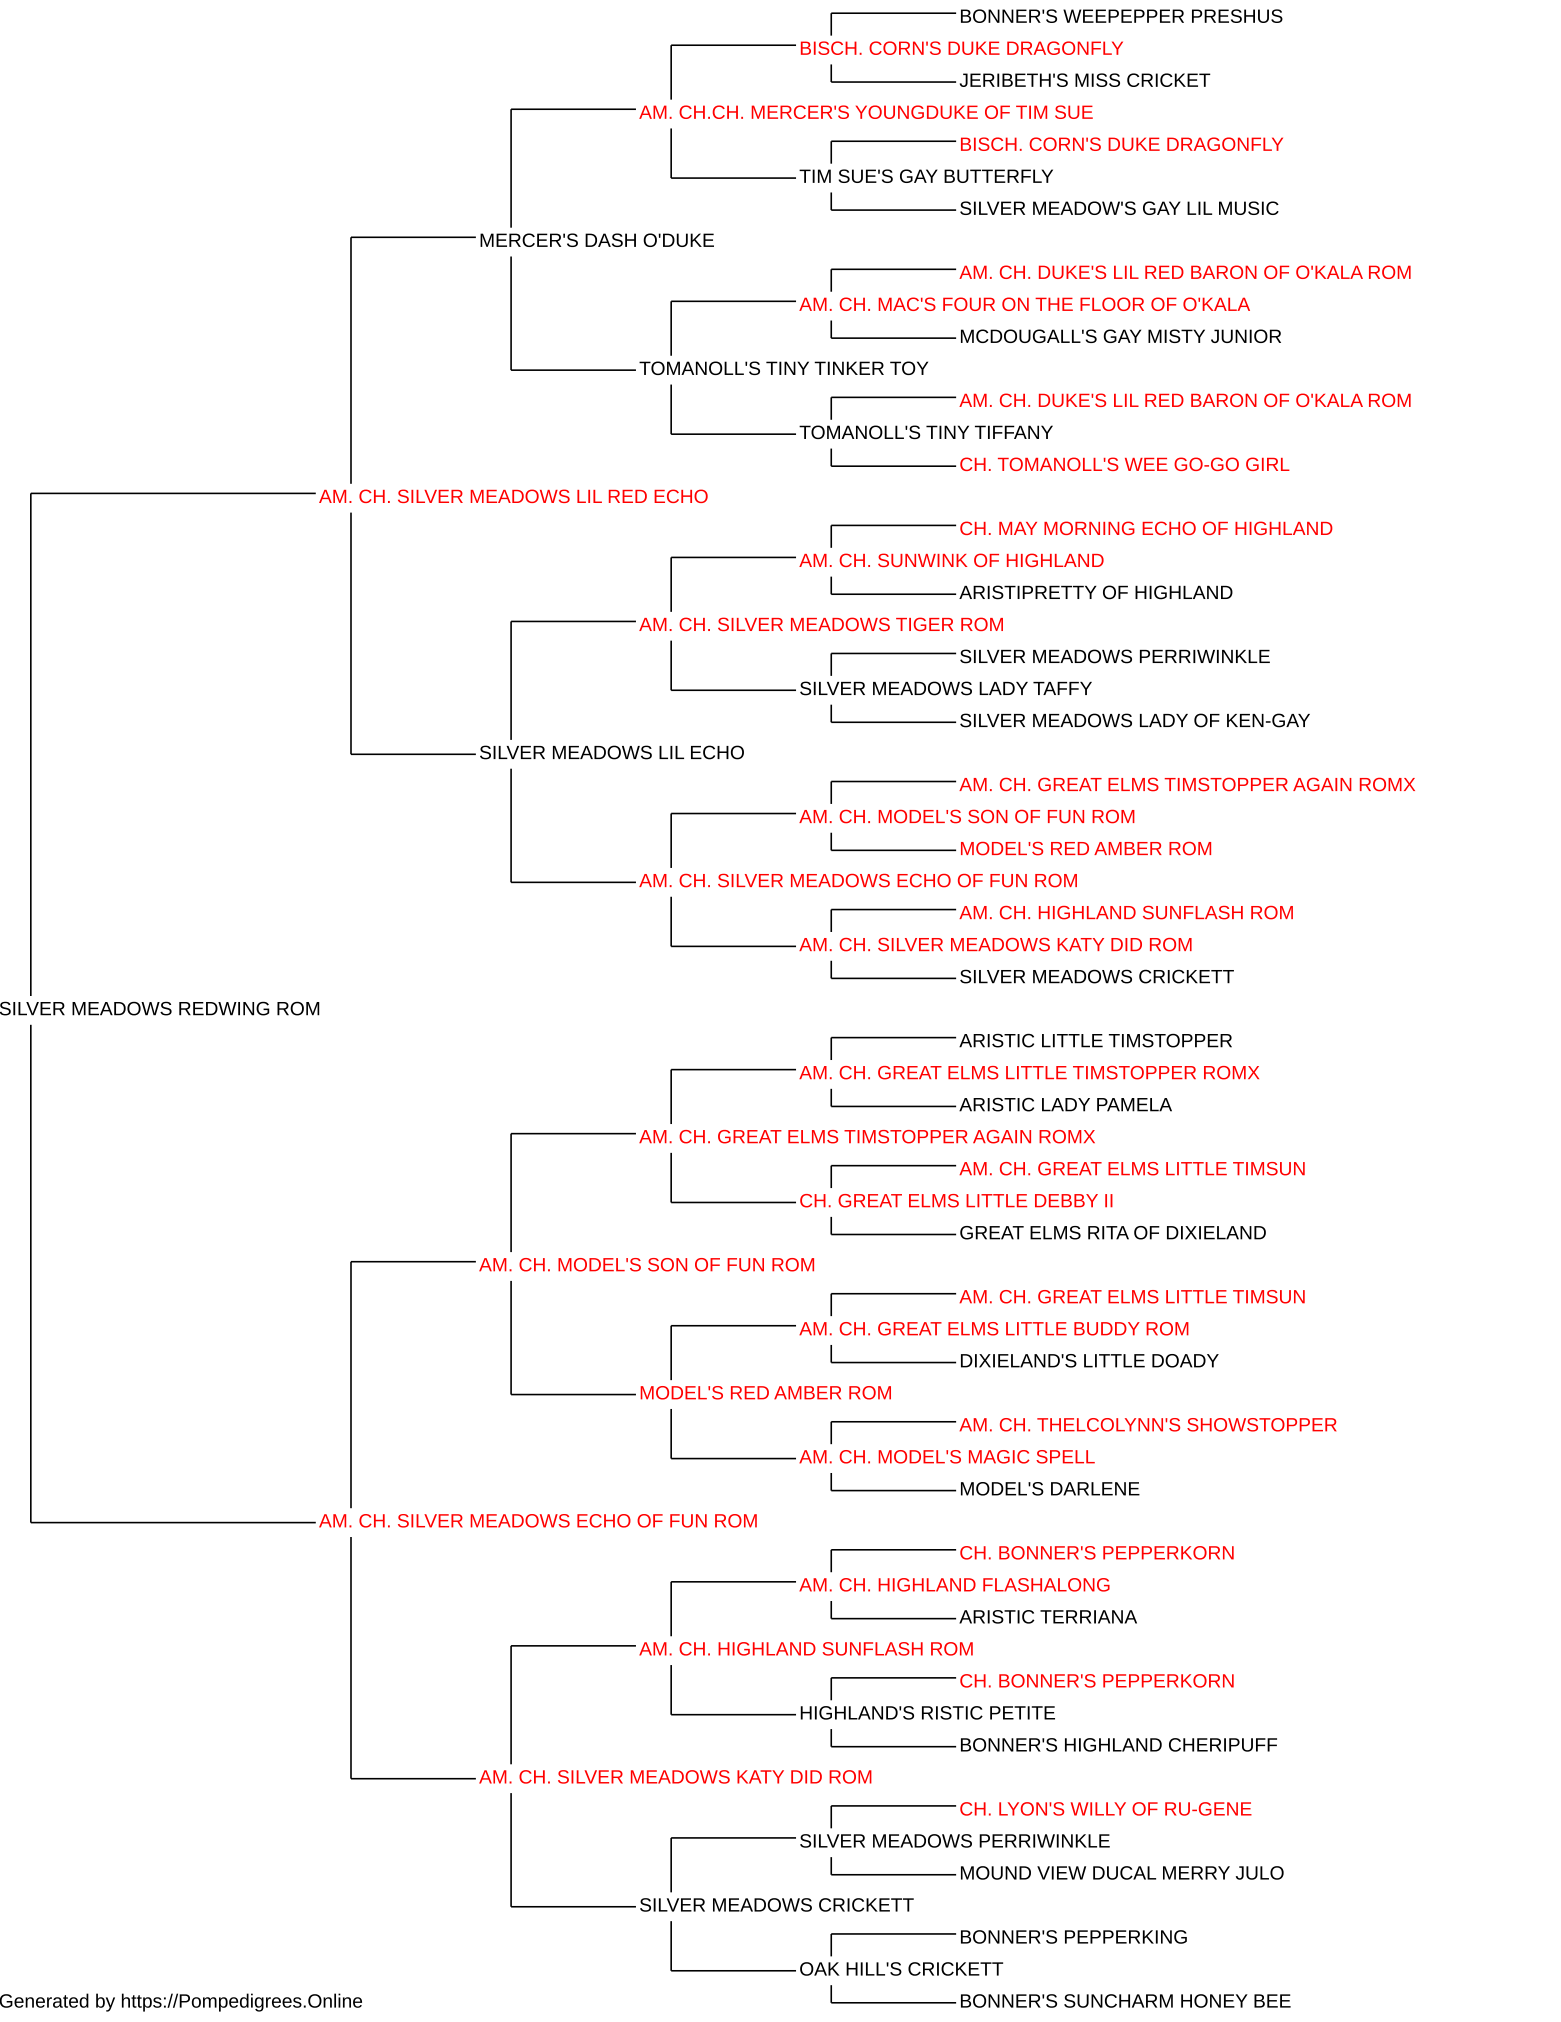 BONNER'S WEEPEPPER PRESHUS
BISCH. CORN'S DUKE DRAGONFLY
JERIBETH'S MISS CRICKET
AM. CH.CH. MERCER'S YOUNGDUKE OF TIM SUE
BISCH. CORN'S DUKE DRAGONFLY
TIM SUE'S GAY BUTTERFLY
SILVER MEADOW'S GAY LIL MUSIC
MERCER'S DASH O'DUKE
AM. CH. DUKE'S LIL RED BARON OF O'KALA ROM
AM. CH. MAC'S FOUR ON THE FLOOR OF O'KALA
MCDOUGALL'S GAY MISTY JUNIOR
TOMANOLL'S TINY TINKER TOY
AM. CH. DUKE'S LIL RED BARON OF O'KALA ROM
TOMANOLL'S TINY TIFFANY
CH. TOMANOLL'S WEE GO-GO GIRL
AM. CH. SILVER MEADOWS LIL RED ECHO
CH. MAY MORNING ECHO OF HIGHLAND
AM. CH. SUNWINK OF HIGHLAND
ARISTIPRETTY OF HIGHLAND
AM. CH. SILVER MEADOWS TIGER ROM
SILVER MEADOWS PERRIWINKLE
SILVER MEADOWS LADY TAFFY
SILVER MEADOWS LADY OF KEN-GAY
SILVER MEADOWS LIL ECHO
AM. CH. GREAT ELMS TIMSTOPPER AGAIN ROMX
AM. CH. MODEL'S SON OF FUN ROM
MODEL'S RED AMBER ROM
AM. CH. SILVER MEADOWS ECHO OF FUN ROM
AM. CH. HIGHLAND SUNFLASH ROM
AM. CH. SILVER MEADOWS KATY DID ROM
SILVER MEADOWS CRICKETT
SILVER MEADOWS REDWING ROM
ARISTIC LITTLE TIMSTOPPER
AM. CH. GREAT ELMS LITTLE TIMSTOPPER ROMX
ARISTIC LADY PAMELA
AM. CH. GREAT ELMS TIMSTOPPER AGAIN ROMX
AM. CH. GREAT ELMS LITTLE TIMSUN
CH. GREAT ELMS LITTLE DEBBY II
GREAT ELMS RITA OF DIXIELAND
AM. CH. MODEL'S SON OF FUN ROM
AM. CH. GREAT ELMS LITTLE TIMSUN
AM. CH. GREAT ELMS LITTLE BUDDY ROM
DIXIELAND'S LITTLE DOADY
MODEL'S RED AMBER ROM
AM. CH. THELCOLYNN'S SHOWSTOPPER
AM. CH. MODEL'S MAGIC SPELL
MODEL'S DARLENE
AM. CH. SILVER MEADOWS ECHO OF FUN ROM
CH. BONNER'S PEPPERKORN
AM. CH. HIGHLAND FLASHALONG
ARISTIC TERRIANA
AM. CH. HIGHLAND SUNFLASH ROM
CH. BONNER'S PEPPERKORN
HIGHLAND'S RISTIC PETITE
BONNER'S HIGHLAND CHERIPUFF
AM. CH. SILVER MEADOWS KATY DID ROM
CH. LYON'S WILLY OF RU-GENE
SILVER MEADOWS PERRIWINKLE
MOUND VIEW DUCAL MERRY JULO
SILVER MEADOWS CRICKETT
BONNER'S PEPPERKING
OAK HILL'S CRICKETT
BONNER'S SUNCHARM HONEY BEE
Generated by https://Pompedigrees.Online